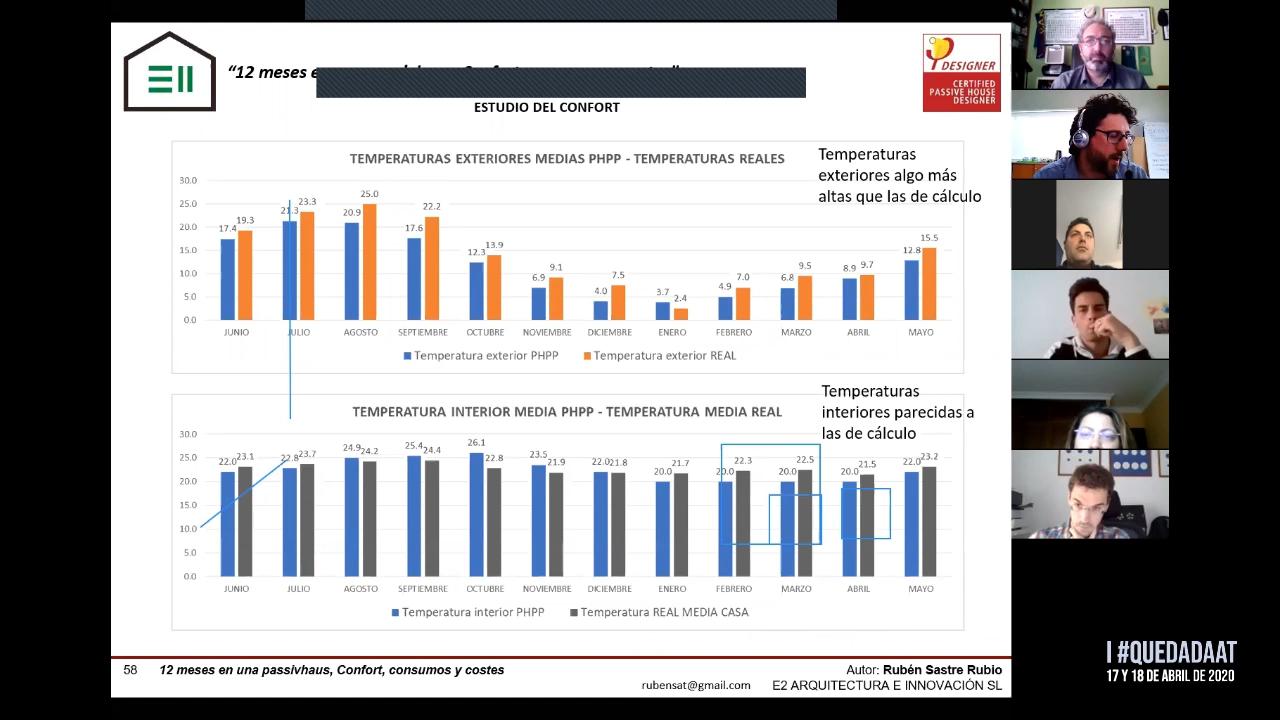 “12 meses e
ESTUDIO DEL CONFORT
DESIGNER
CERTIFIED
PASSIVE HOUSE
DESIGNER
TEMPERATURAS EXTERIORES MEDIAS PHPP - TEMPERATURAS REALES
Temperaturas
exteriores algo más
altas que las de cálculo
30.0
25.0
20.0
15.0
10.0
5.0
0.0
17.4 19.3 21.3 23.3 20.9 25.0 17.6 22.2 12.3 13.9 6.9 9.1 4.0 7.5 3.7 2.4 4.9 7.0 6.8 9.5 8.9 9.7 12.8 15.5
JUNIO JULIO AGOSTO SEPTIEMBRE OCTUBRE NOVIEMBRE DICIEMBRE ENERO FEBRERO MARZO ABRIL MAYO
Temperatura exterior PHPP Temperatura exterior REAL
TEMPERATURA INTERIOR MEDIA PHPP - TEMPERATURA MEDIA REAL
Temperaturas
interiores parecidas a
las de cálculo
30.0
25.0
20.0
15.0
10.0
5.0
0.0
22.0 23.1 22.8 23.7 24.9 24.2 25.4 24.4 26.1 22.8 23.5 21.9 22.0 21.8 20.0 21.7 20.0 22.3 20.0 22.5 20.0 21.5 22.0 23.2
JUNIO JULIO AGOSTO SEPTIEMBRE OCTUBRE NOVIEMBRE DICIEMBRE ENERO FEBRERO MARZO ABRIL MAYO
Temperatura interior PHPP Temperatura REAL MEDIA CASA
58 12 meses en una passivhaus, Confort, consumos y costes
Autor: Rubén Sastre Rubio
rubensat@gmail.com E2 ARQUITECTURA E INNOVACIÓN SL
I #QUEDADAAT
17 Y 18 DE ABRIL DE 2020